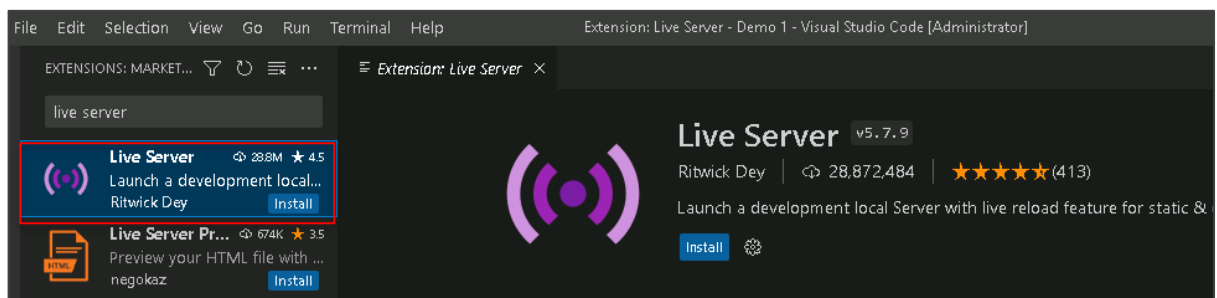 File Edit Selection View Go Run Terminal Help Extension: Live Server - Demo 1 - Visual Studio Code [Administrator]
EXTENSIONS: MARKET...
live server
Live Server 28.8M ★ 4.5
Launch a development local...
Ritwick Dey Install
Live Server Pr... 674K ★ 3.5
Preview your HTML file with ...
negokaz Install
HTML
Extension: Live Server
Live Server v5.7.9
Ritwick Dey 28,872,484 ★★★★★(413)
Launch a development local Server with live reload feature for static &
Install